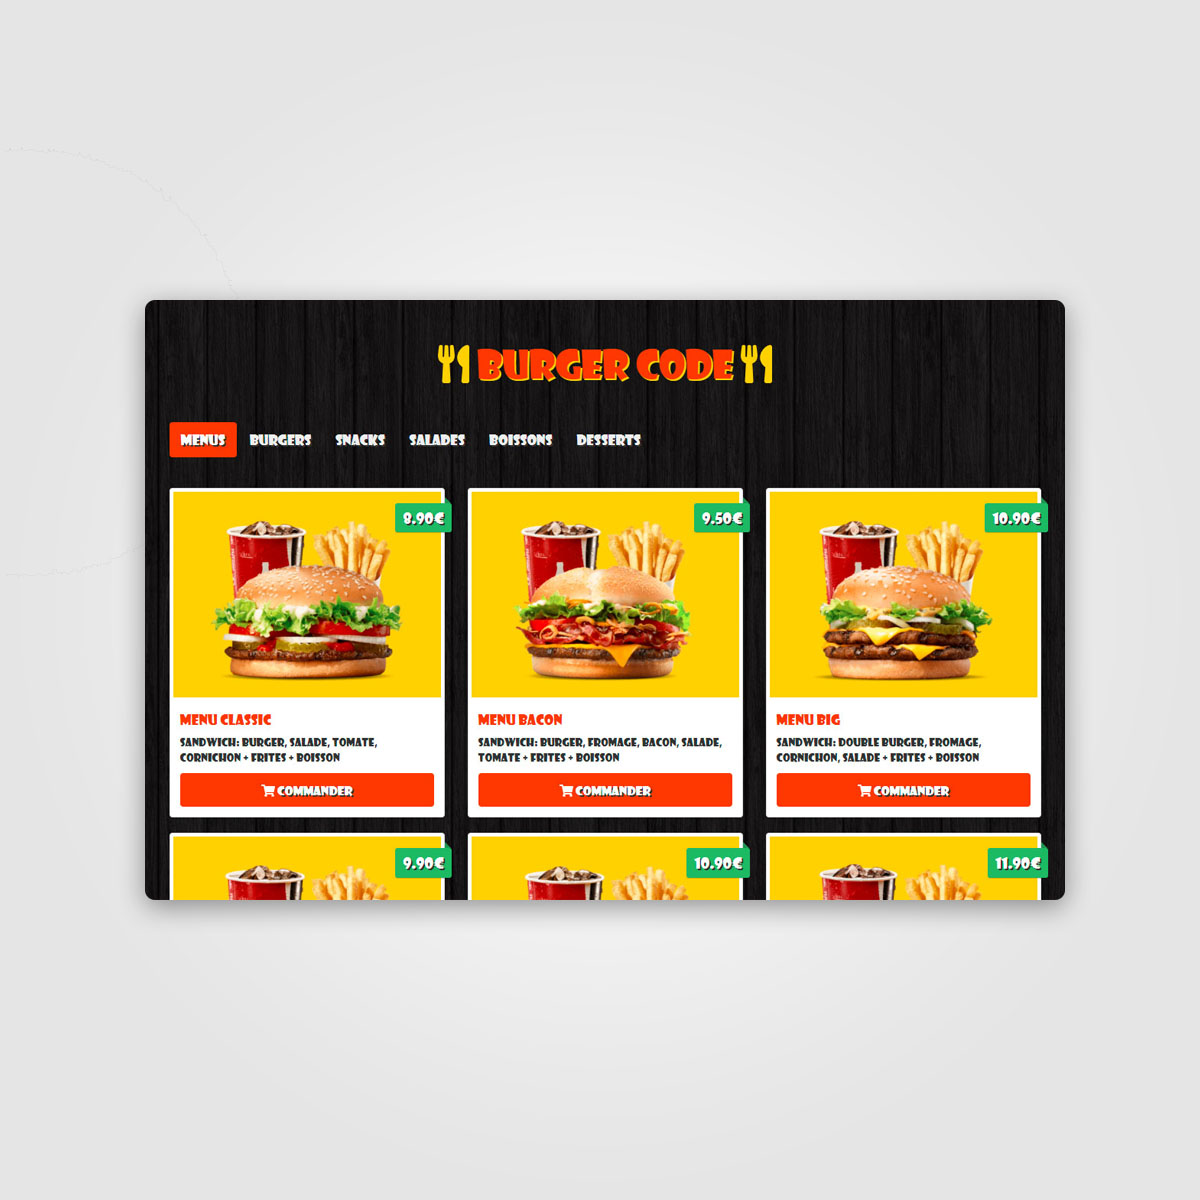 BURGER CODE
MENUS BURGERS SNACKS SALADES BOISSONS DESSERTS
8.90€
9.50€
10.90€
MENU CLASSIC
SANDWICH: BURGER, SALADE, TOMATE,
CORNICHON + FRITES + BOISSON
COMMANDER
MENU BACON
SANDWICH: BURGER, FROMAGE, BACON, SALADE,
TOMATE + FRITES + BOISSON
COMMANDER
MENU BIG
SANDWICH: DOUBLE BURGER, FROMAGE,
CORNICHON, SALADE + FRITES + BOISSON
COMMANDER
9.90€
10.90€
11.90€